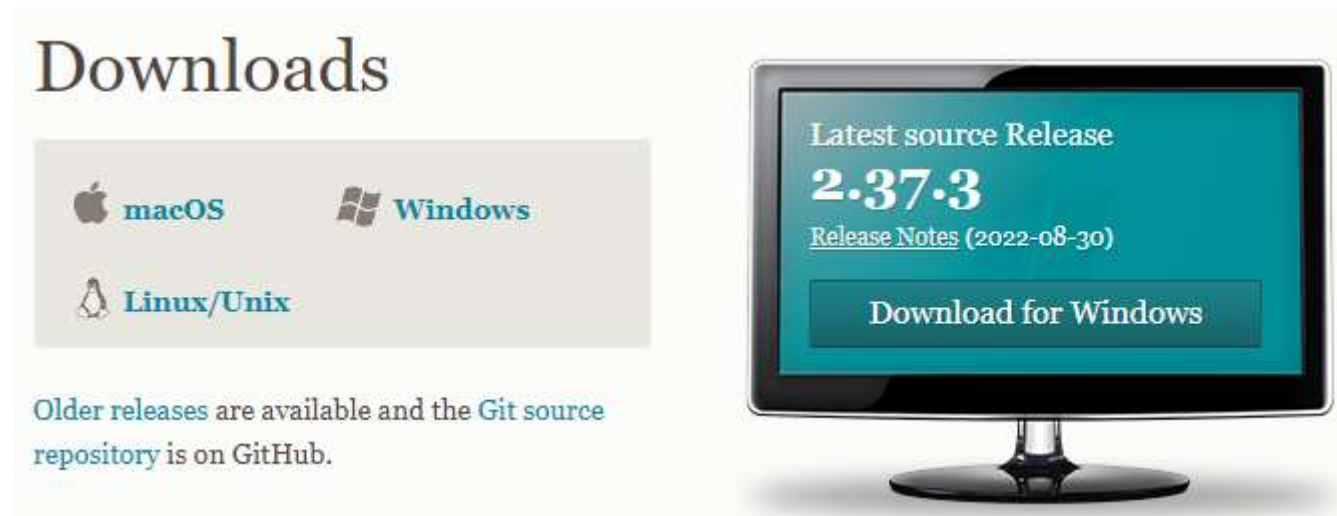 Downloads
macOS
Windows
Linux/Unix
Older releases are available and the Git source
repository is on GitHub.
Latest source Release
2.37.3
Release Notes (2022-08-30)
Download for Windows